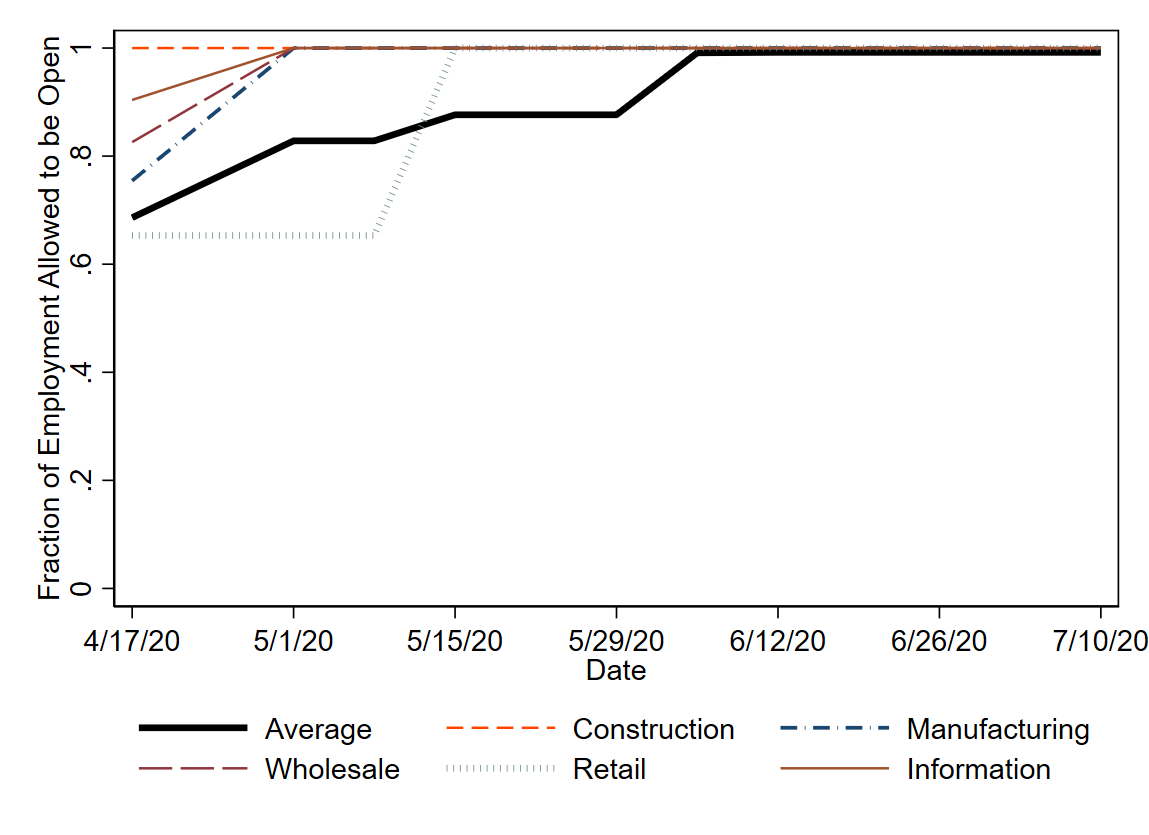 Fraction of Employment Allowed to be Open
1
.8
.6
.4
.2
0
4/17/20 5/1/20 5/15/20 5/29/20 6/12/20 6/26/20 7/10/20
Date
Average Construction Manufacturing
Wholesale Retail Information